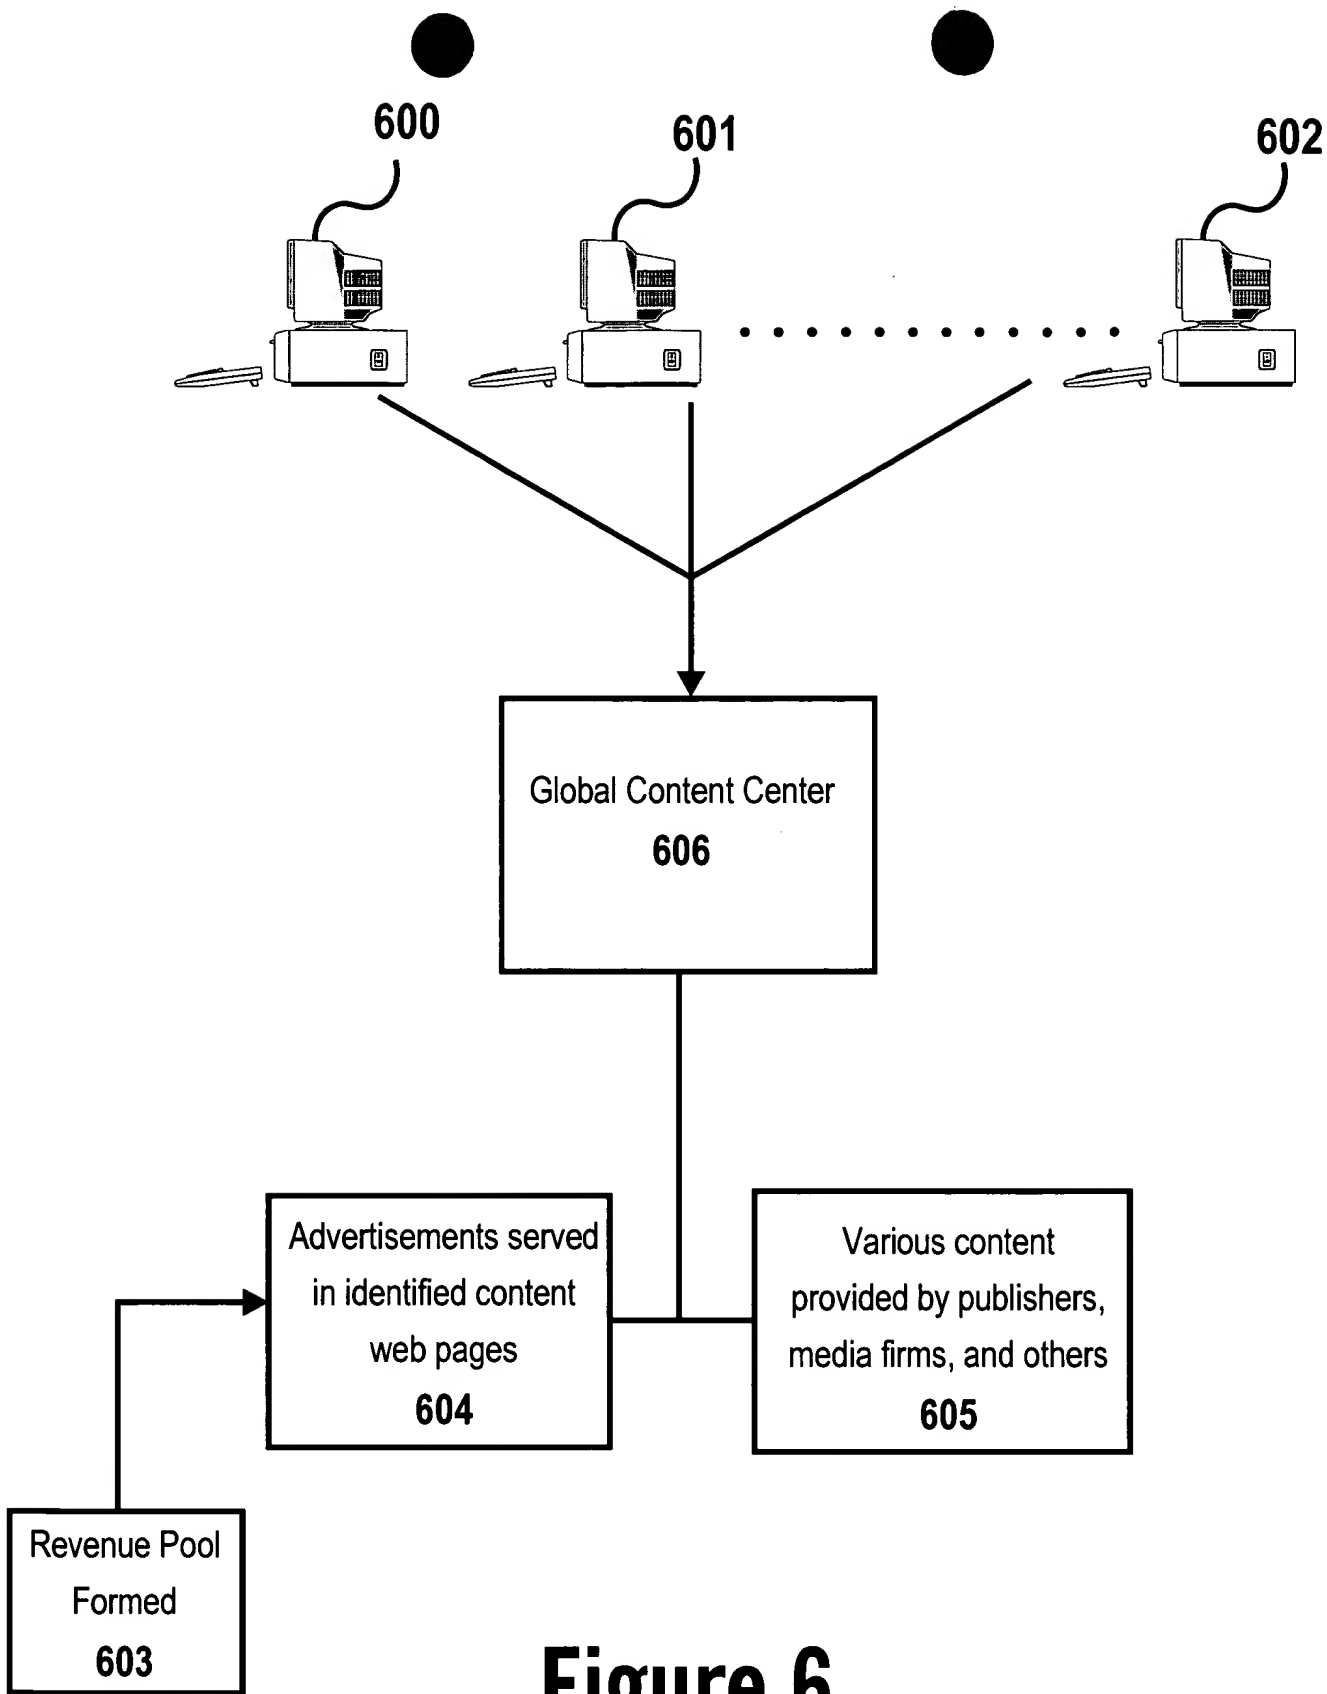 600
601
602
Global Content Center
606
Advertisements served
in identified content
web pages
604
Various content
provided by publishers,
media firms, and others
605
Revenue Pool
Formed
603
Figure 6